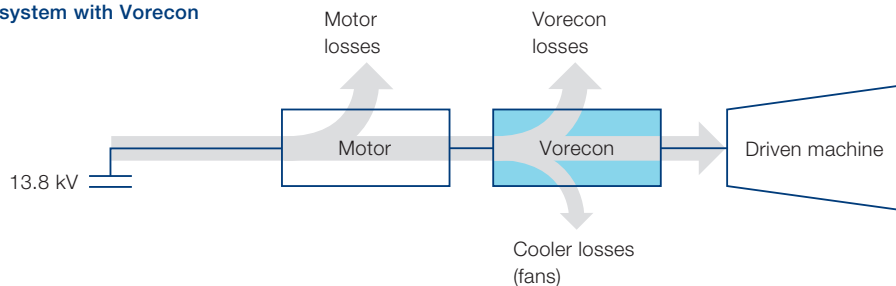 system with Vorecon
Motor
losses
Vorecon
losses
Motor
Vorecon
Driven machine
13.8 kV
Cooler losses
(fans)